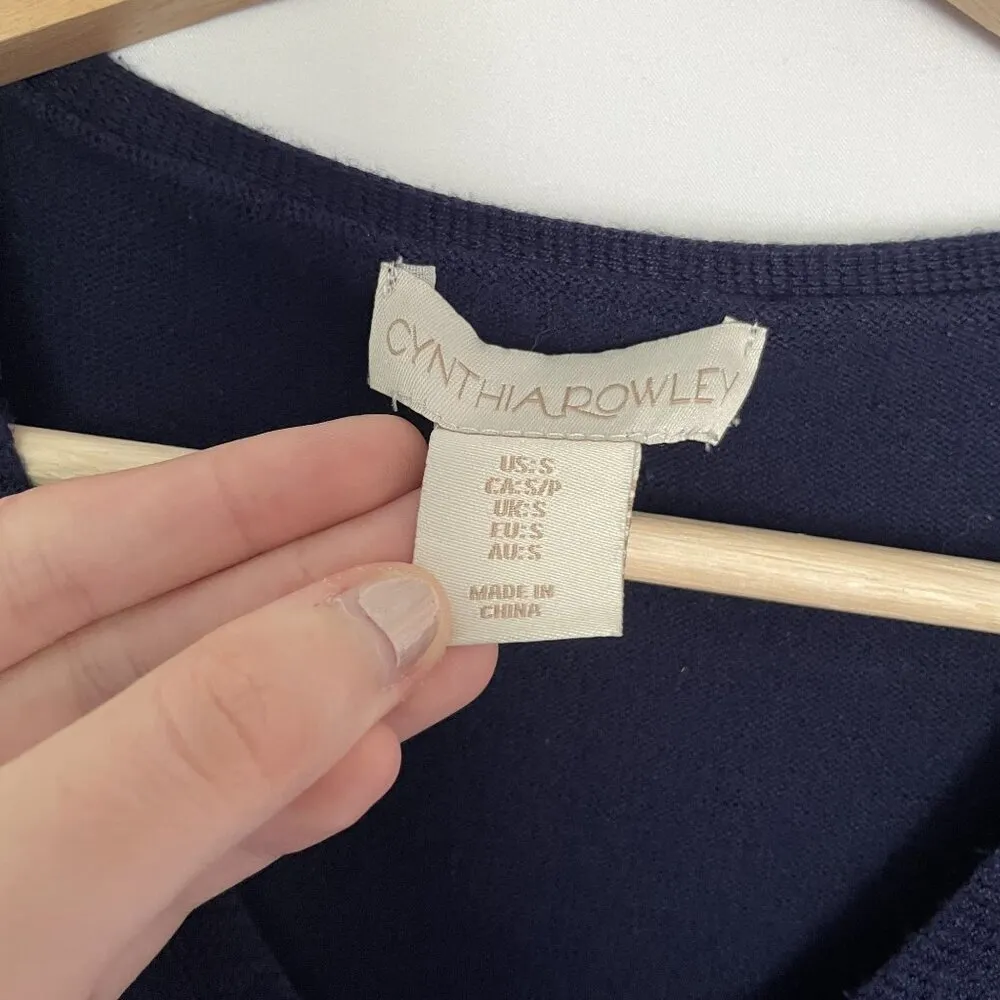 CYNTHIA ROWLEY
US: S
CA: S/P
UK: S
EU: S
AU: S
MADE IN
CHINA